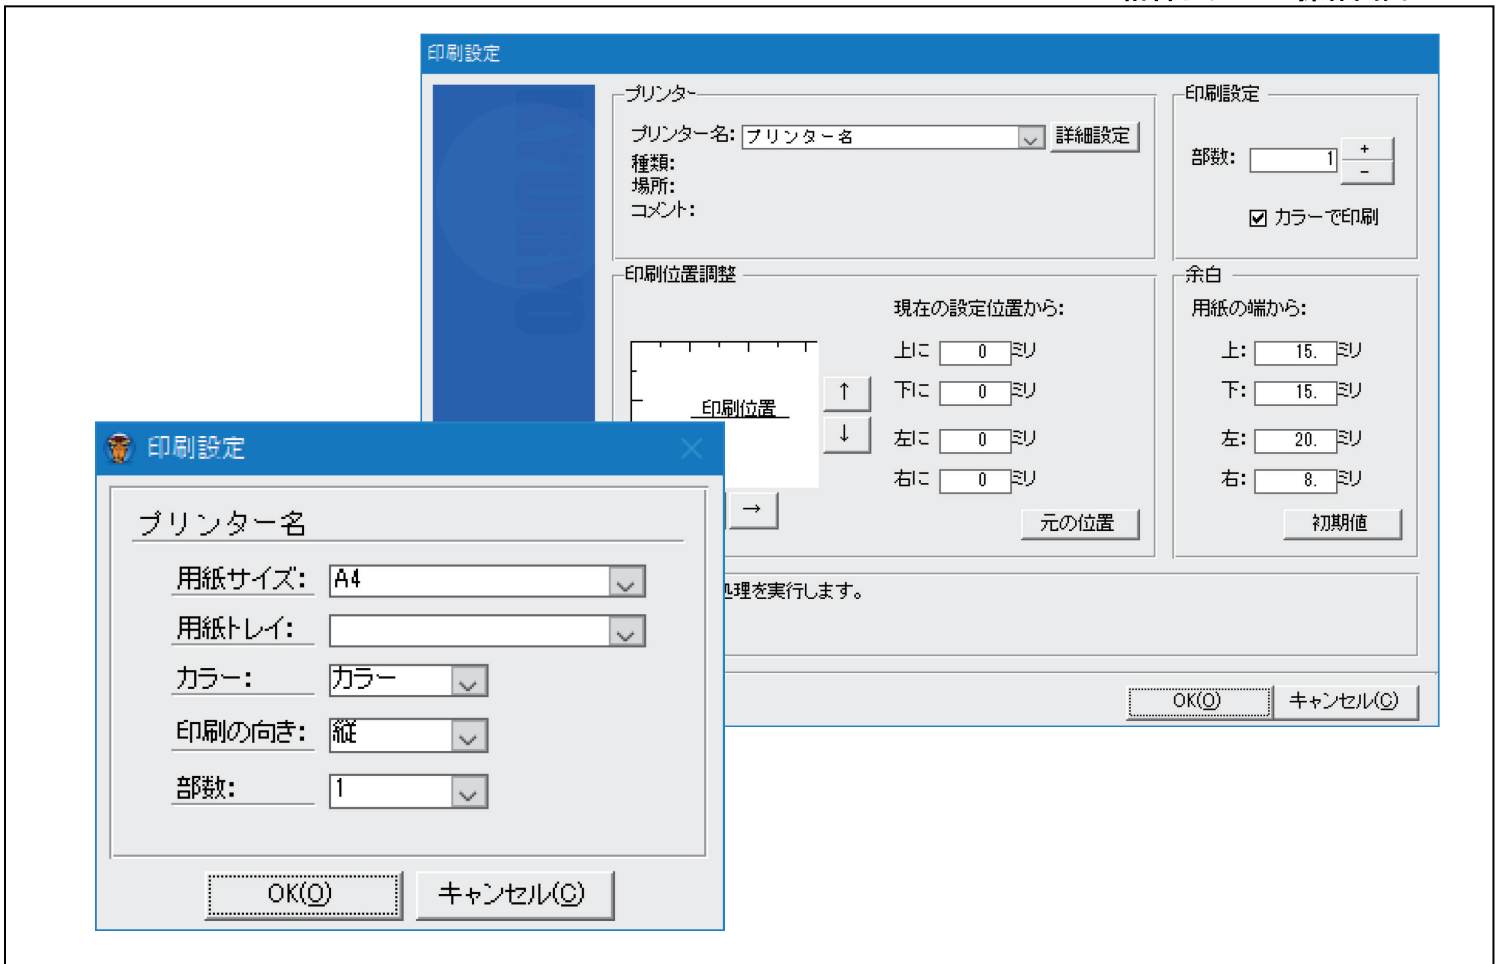 印刷設定
プリンター
プリンター名: プリンター名 詳細設定
種類:
場所:
コメント:
印刷設定
部数: 1 + -
☑ カラーで印刷
印刷位置調整
現在の設定位置から:
印刷位置
↑
↓
→
上に 0 ミリ
下に 0 ミリ
左に 0 ミリ
右に 0 ミリ
元の位置
余白
用紙の端から:
上: 15. ミリ
下: 15. ミリ
左: 20. ミリ
右: 8. ミリ
初期値
処理を実行します。
OK(O) キャンセル(C)
印刷設定
プリンター名
用紙サイズ: A4
用紙トレイ:
カラー: カラー
印刷の向き: 縦
部数: 1
OK(O) キャンセル(C)